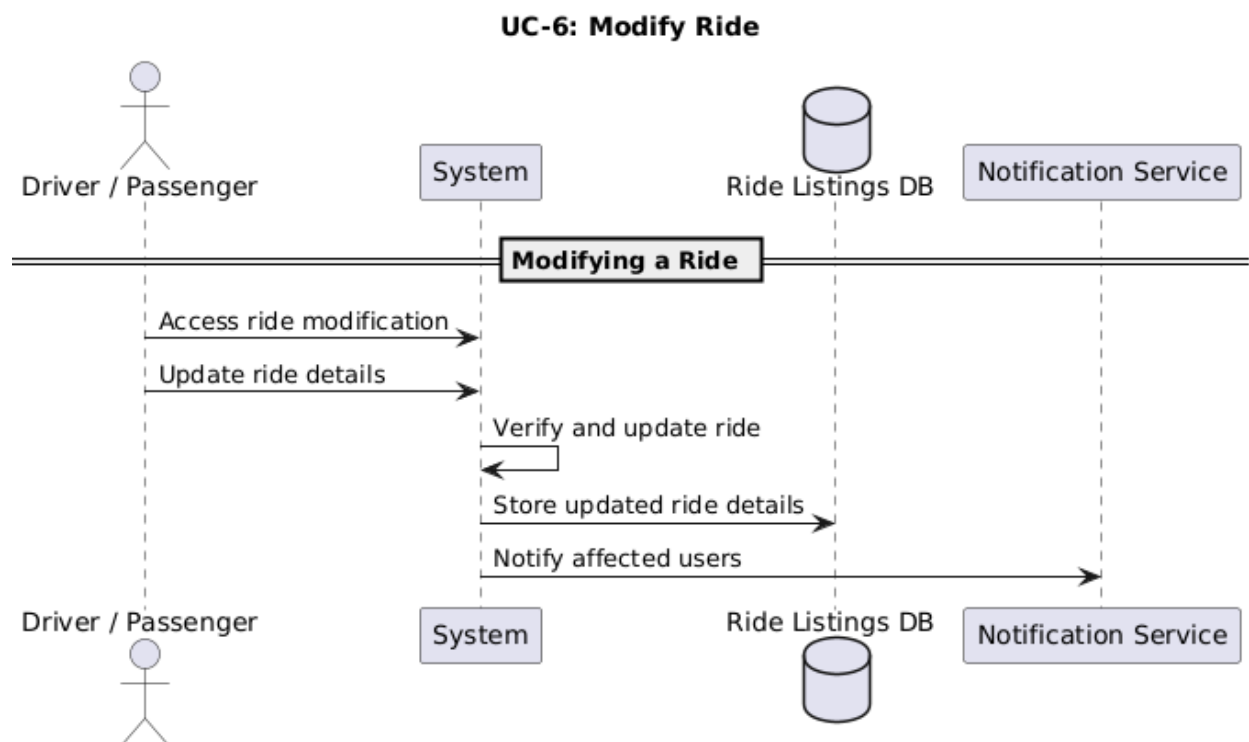 UC-6: Modify Ride
Driver / Passenger
System
Ride Listings DB
Notification Service
Modifying a Ride
Access ride modification
Update ride details
Verify and update ride
Store updated ride details
Notify affected users
Driver / Passenger
System
Ride Listings DB
Notification Service